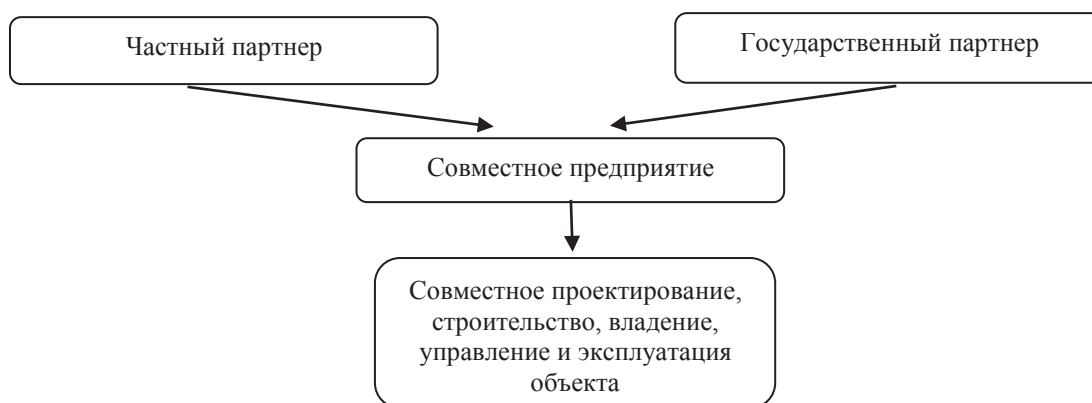 Частный партнер
Государственный партнер
Совместное предприятие
Совместное проектирование,
строительство, владение,
управление и эксплуатация
объекта